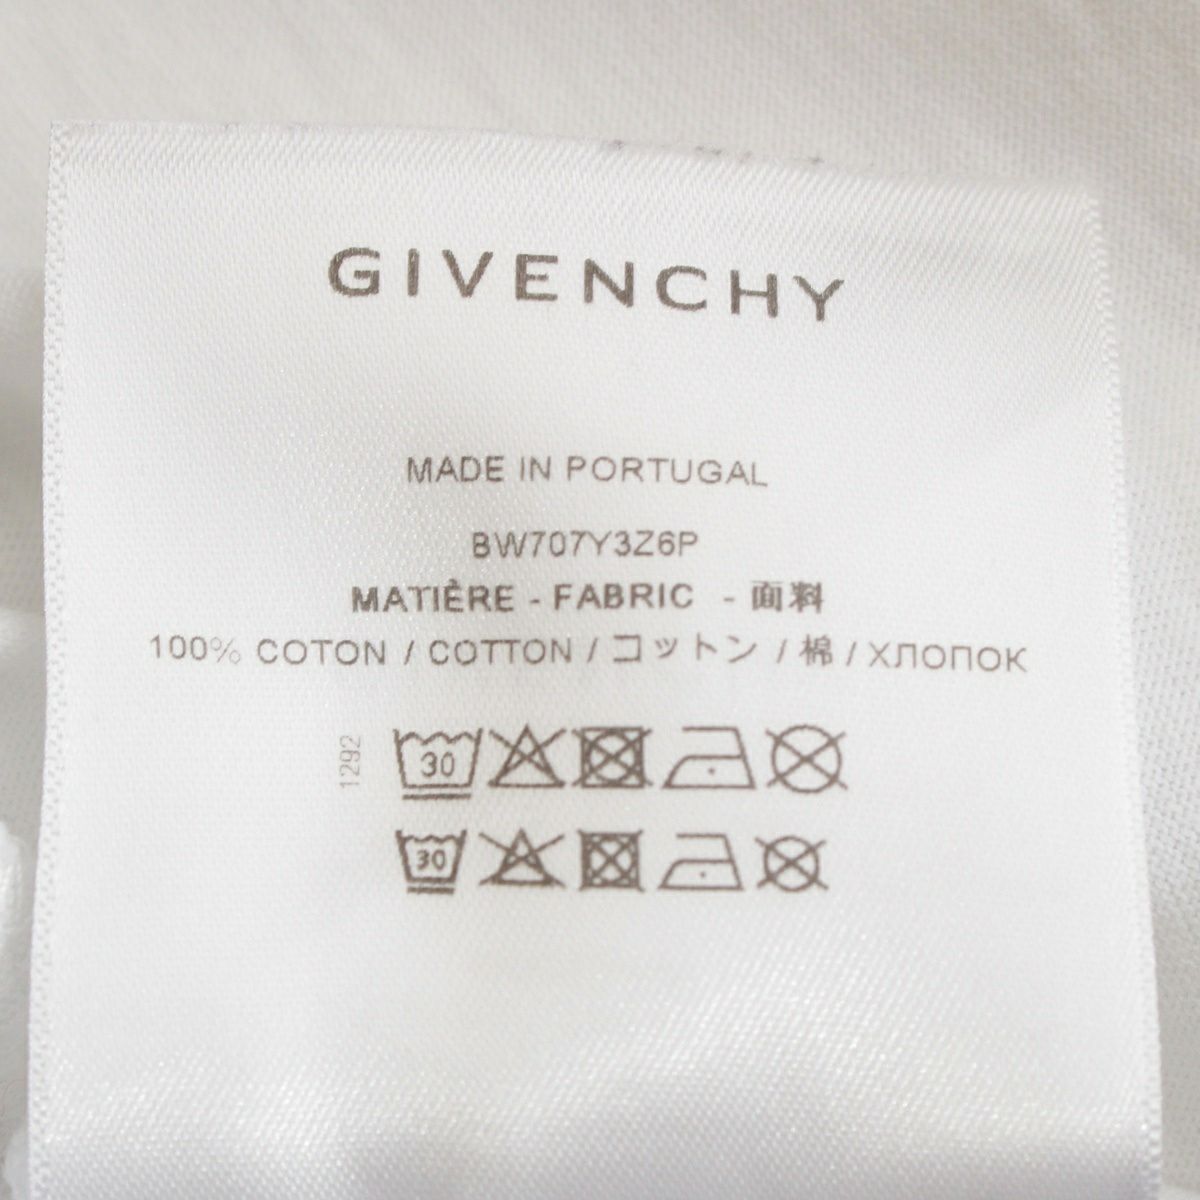 GIVENCHY
MADE IN PORTUGAL
BW707Y3Z6P
MATIÈRE - FABRIC - 面料
100% COTON / COTTON / コットン / 棉 / ХЛОПОК
1292
30
30